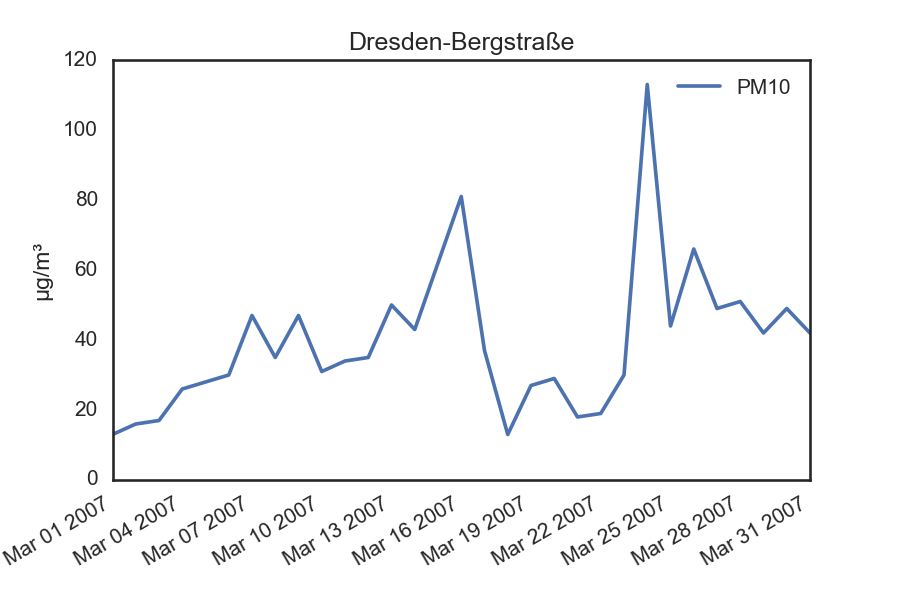 Dresden-Bergstraße
120
100
80
60
40
20
0
µg/m³
PM10
Mar 01 2007
Mar 04 2007
Mar 07 2007
Mar 10 2007
Mar 13 2007
Mar 16 2007
Mar 19 2007
Mar 22 2007
Mar 25 2007
Mar 28 2007
Mar 31 2007